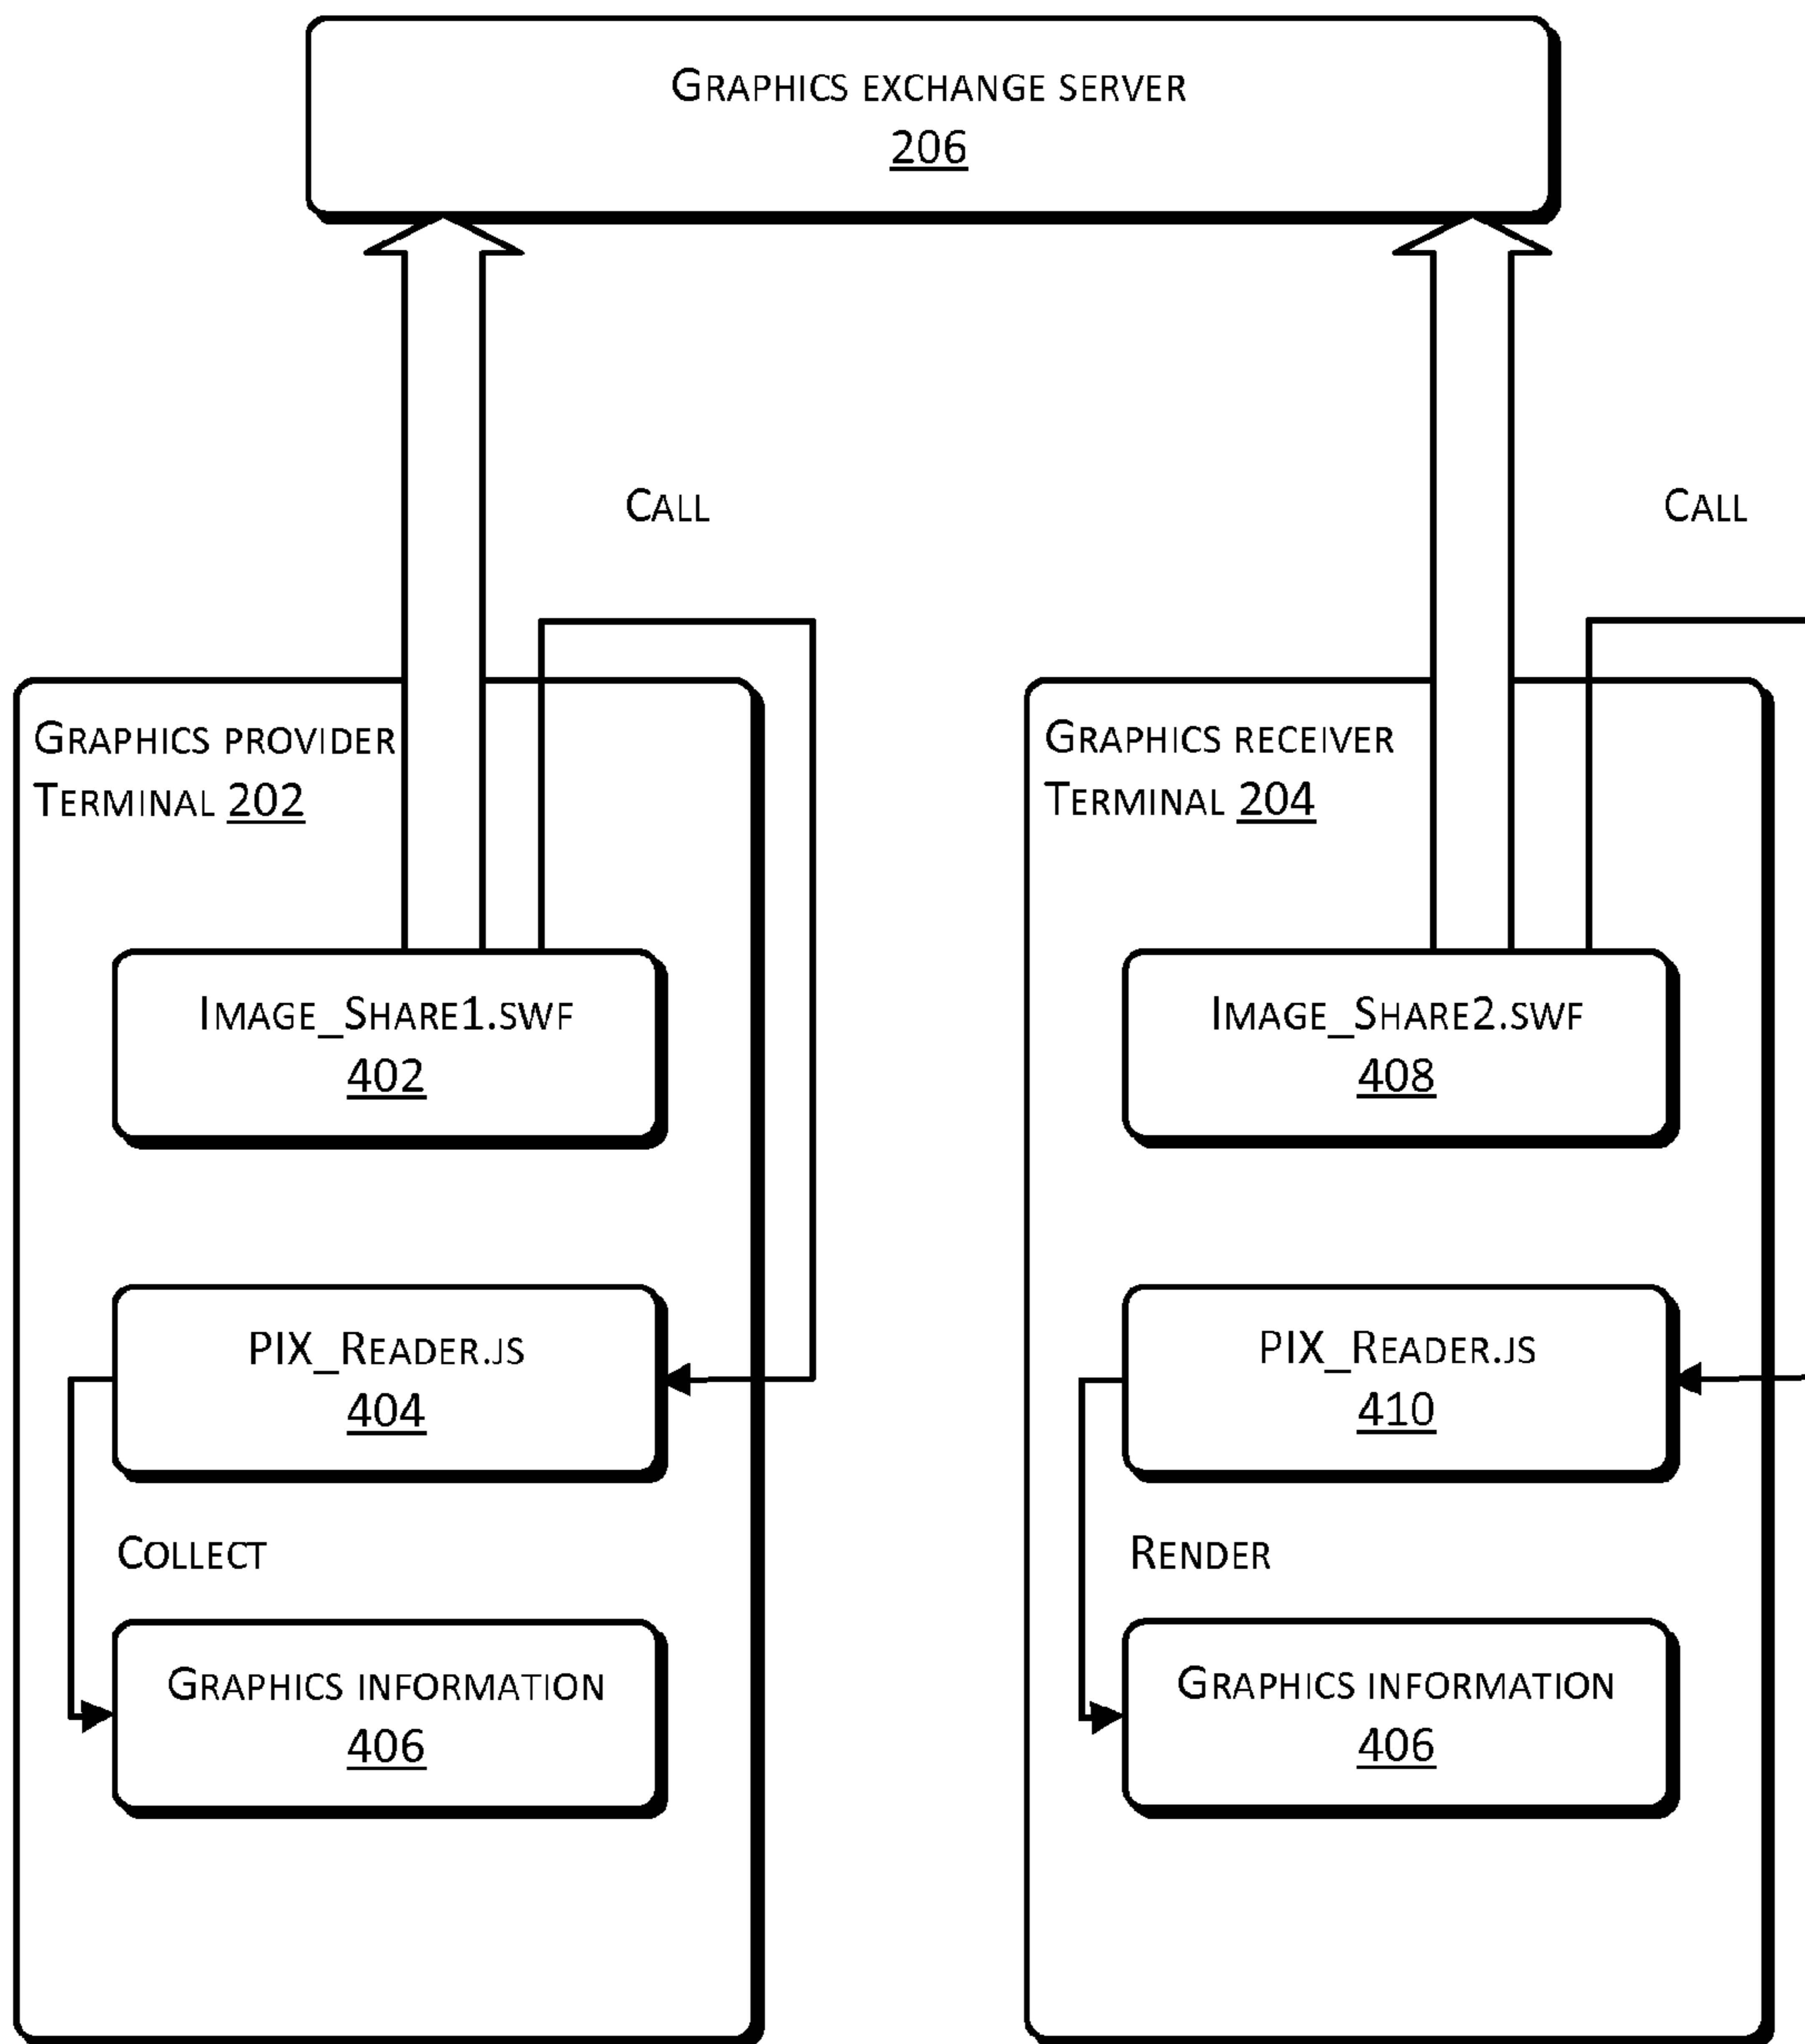 GRAPHICS EXCHANGE SERVER
206
CALL
CALL
GRAPHICS PROVIDER
TERMINAL 202
IMAGE_SHARE1.SWF
402
PIX_READER.JS
404
COLLECT
GRAPHICS INFORMATION
406
GRAPHICS RECEIVER
TERMINAL 204
IMAGE_SHARE2.SWF
408
PIX_READER.JS
410
RENDER
GRAPHICS INFORMATION
406